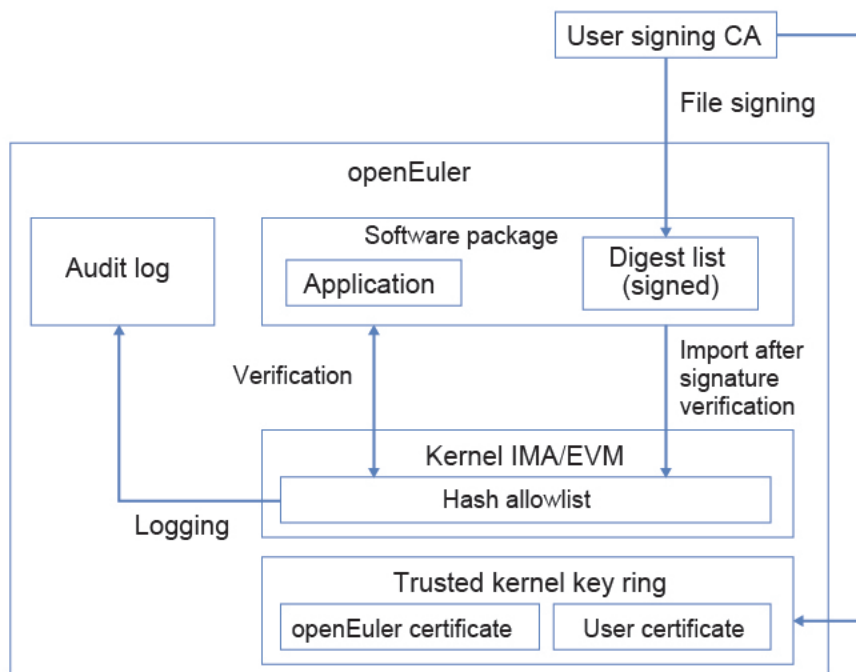 User signing CA
File signing
openEuler
Audit log
Software package
Application
Digest list
(signed)
Verification
Import after
signature
verification
Kernel IMA/EVM
Hash allowlist
Logging
Trusted kernel key ring
openEuler certificate
User certificate